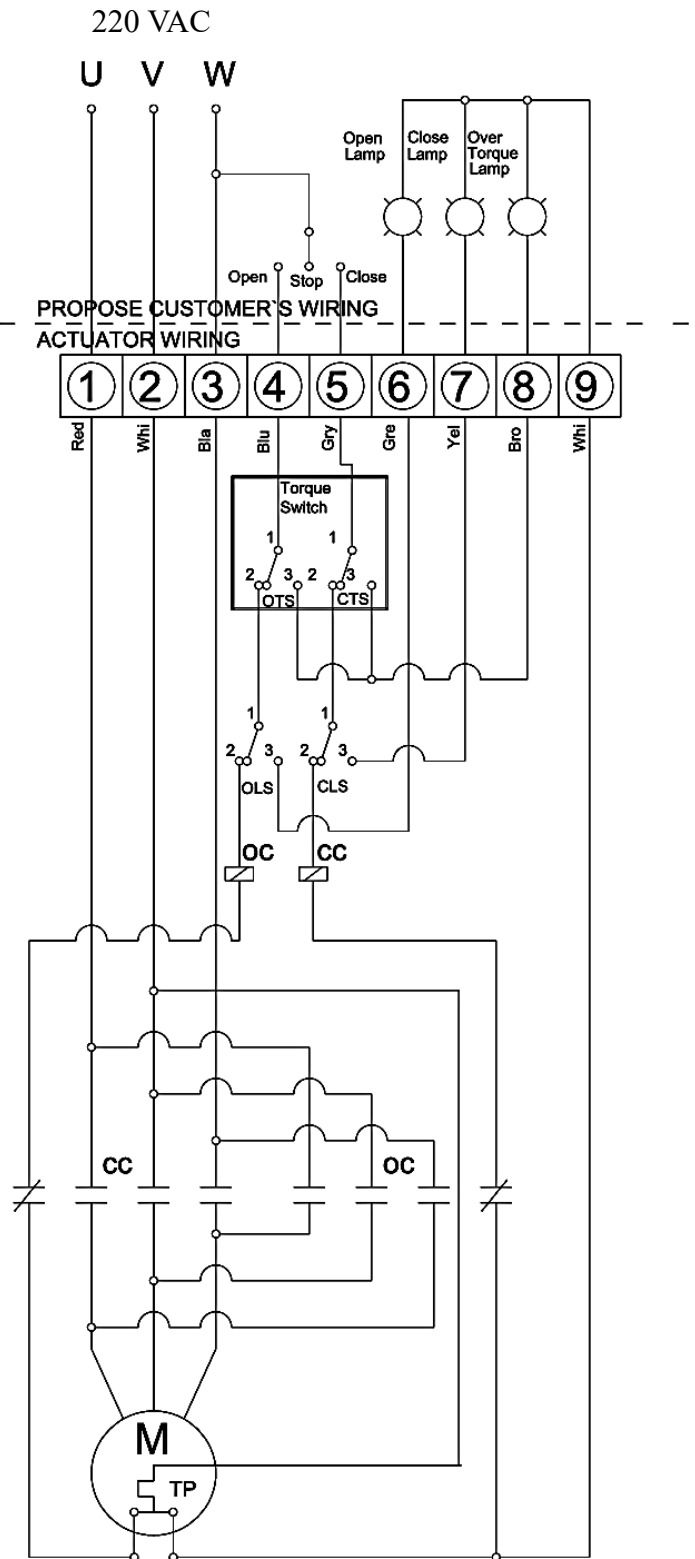 220 VAC
U V W
Open Lamp
Close Lamp
Over Torque Lamp
Open Stop Close
PROPOSE CUSTOMER`S WIRING
ACTUATOR WIRING
1 2 3 4 5 6 7 8 9
Red Whi Bla Blu Gry Gre Yel Bro Whi
Torque
Switch
1 1
2 3 2 3
OTS CTS
1 1
2 3 2 3
OLS CLS
OC CC
CC OC
M
TP